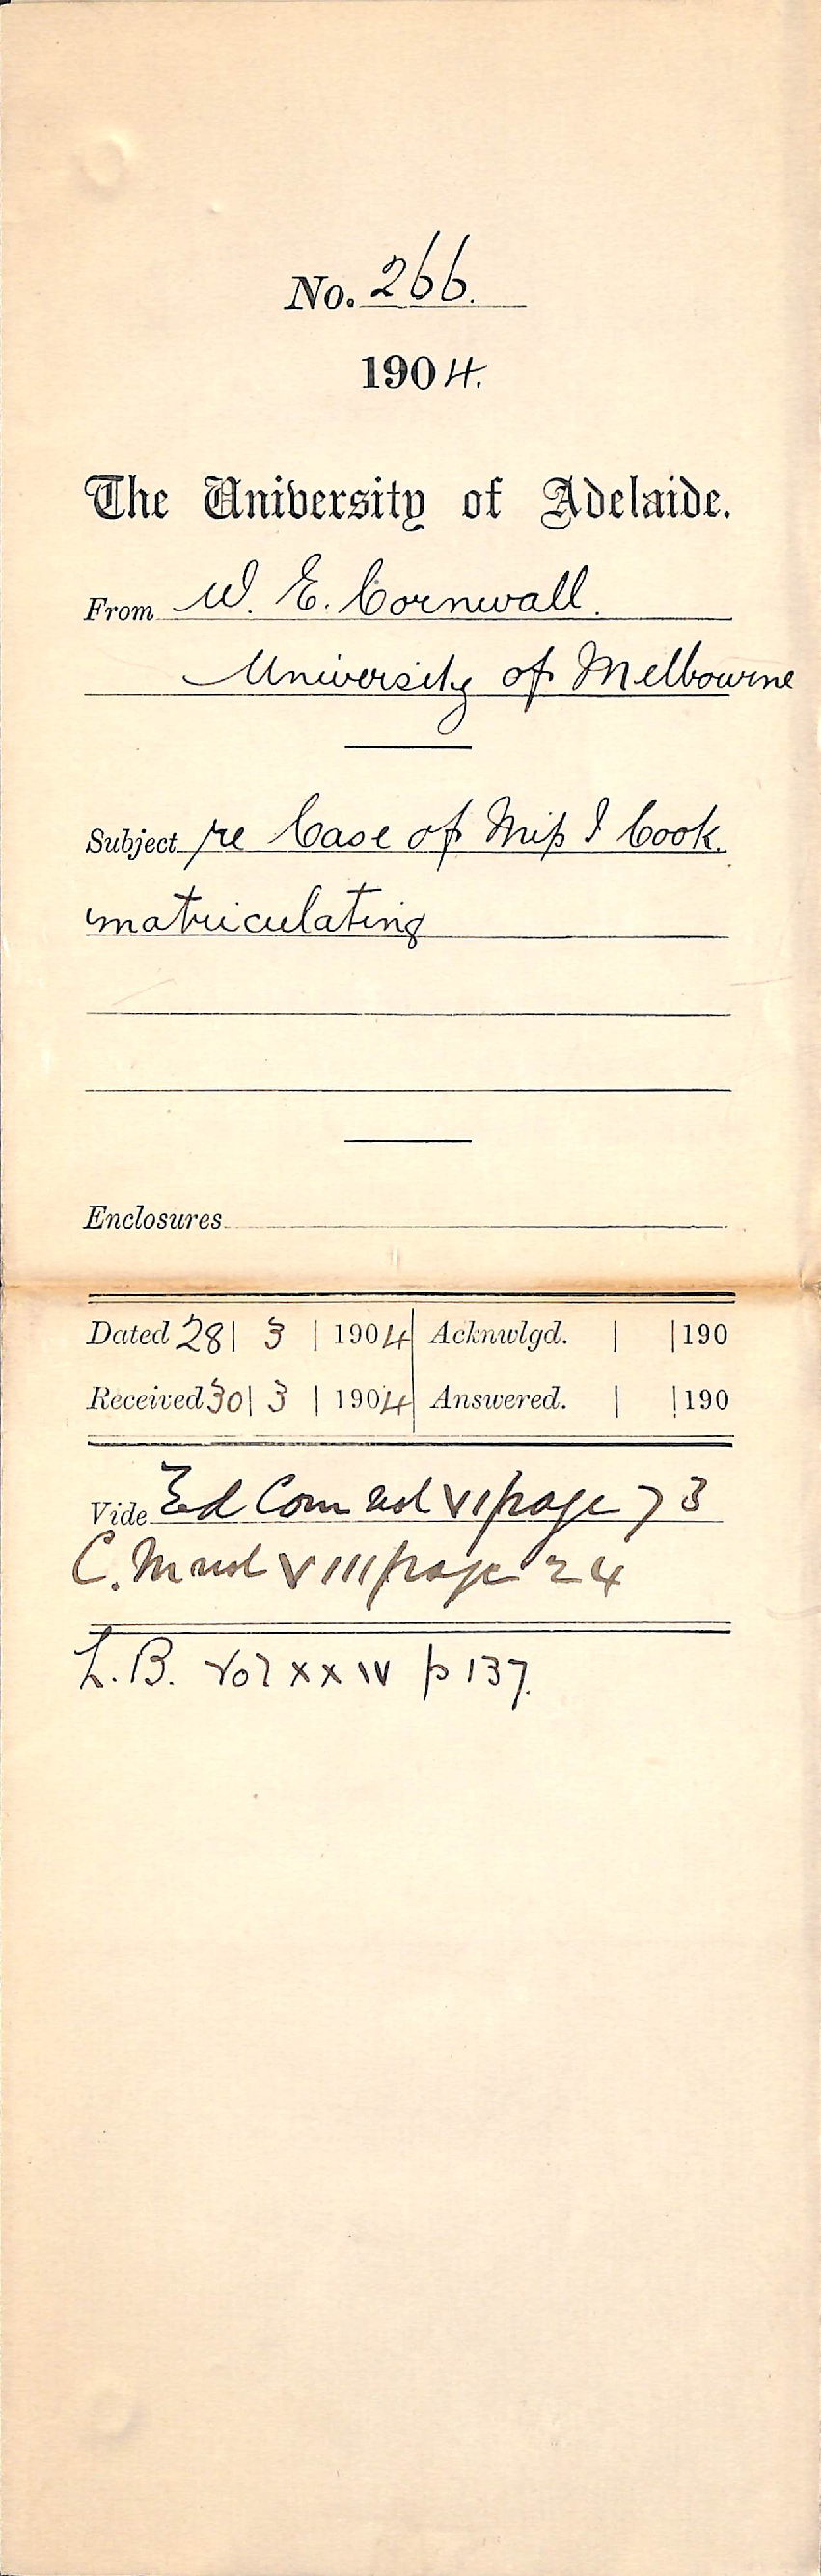 No. 266.
1904.
The University of Adelaide.
From W. E. Cornwall.
University of Melbourne
Subject re Case of Miss I Cook.
matriculating
Enclosures
Dated 28 | 3 | 1904 | Acknwlgd. | | 190
Received 30 | 3 | 1904 | Answered. | | 190
Vide Ed Com vol VI page 73
C. M vol VIII page 24
L. B. Vol XXIV p 137.